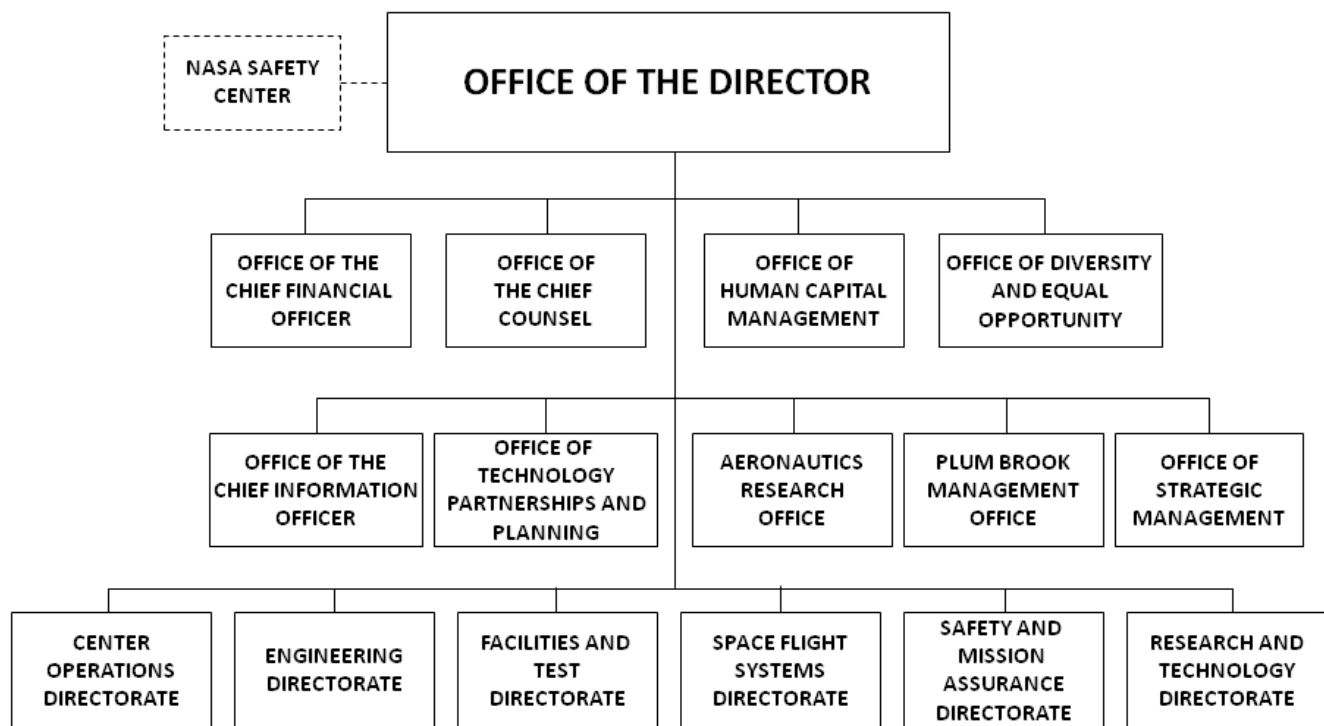 NASA SAFETY
CENTER
OFFICE OF THE DIRECTOR
OFFICE OF THE
CHIEF FINANCIAL
OFFICER
OFFICE OF
THE CHIEF
COUNSEL
OFFICE OF
HUMAN CAPITAL
MANAGEMENT
OFFICE OF DIVERSITY
AND EQUAL
OPPORTUNITY
OFFICE OF THE
CHIEF INFORMATION
OFFICER
OFFICE OF
TECHNOLOGY
PARTNERSHIPS AND
PLANNING
AERONAUTICS
RESEARCH
OFFICE
PLUM BROOK
MANAGEMENT
OFFICE
OFFICE OF
STRATEGIC
MANAGEMENT
CENTER
OPERATIONS
DIRECTORATE
ENGINEERING
DIRECTORATE
FACILITIES AND
TEST
DIRECTORATE
SPACE FLIGHT
SYSTEMS
DIRECTORATE
SAFETY AND
MISSION
ASSURANCE
DIRECTORATE
RESEARCH AND
TECHNOLOGY
DIRECTORATE